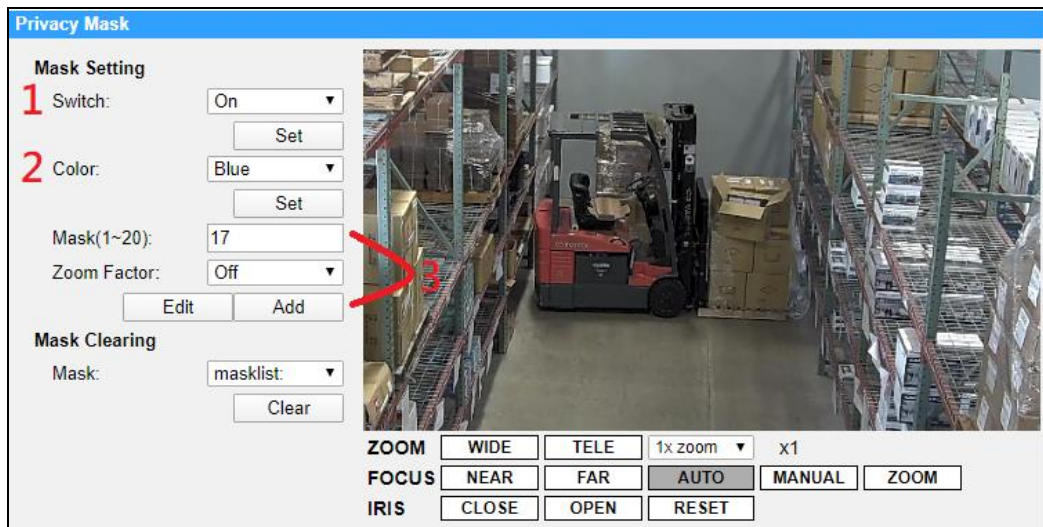 Privacy Mask
Mask Setting
1 Switch: On
Set
2 Color: Blue
Set
Mask(1~20): 17
Zoom Factor: Off
3
Edit Add
Mask Clearing
Mask: masklist:
Clear
TOYOTA
ZOOM WIDE TELE 1x zoom x1
FOCUS NEAR FAR AUTO MANUAL ZOOM
IRIS CLOSE OPEN RESET